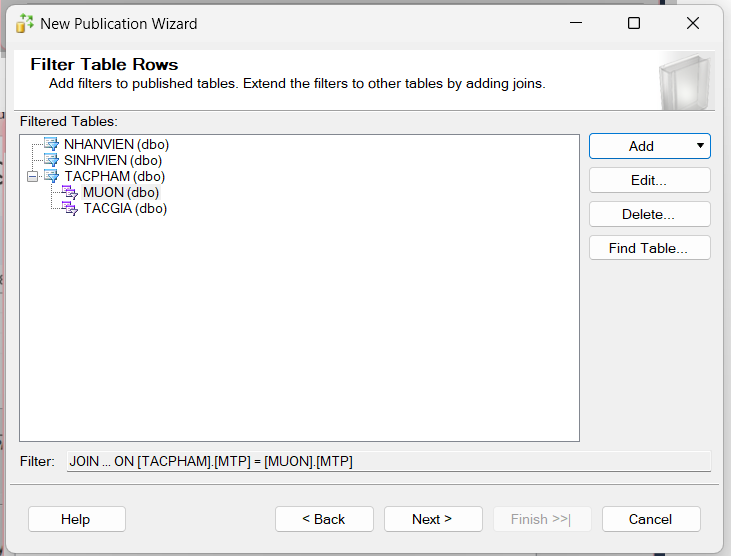 New Publication Wizard
Filter Table Rows
Add filters to published tables. Extend the filters to other tables by adding joins.
Filtered Tables:
NHANVIEN (dbo)
SINHVIEN (dbo)
TACPHAM (dbo)
MUON (dbo)
TACGIA (dbo)
Add
Edit...
Delete...
Find Table...
Filter: JOIN ... ON [TACPHAM].[MTP] = [MUON].[MTP]
Help < Back Next > Finish >>| Cancel